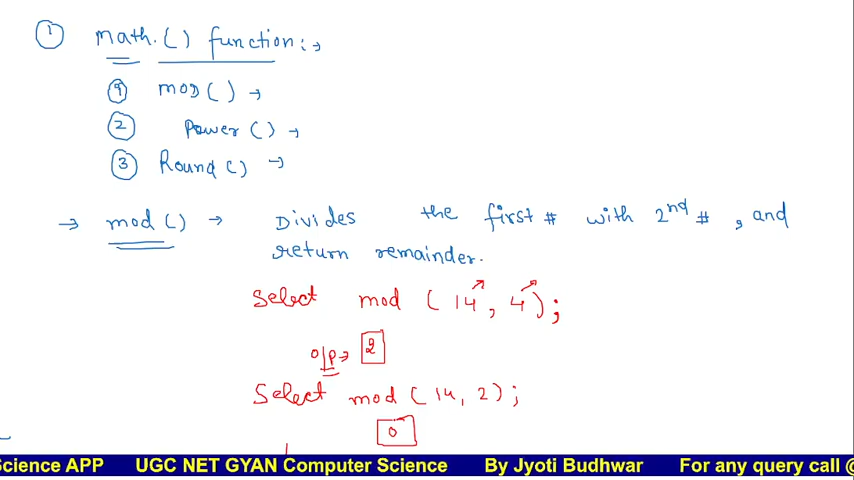 ① Math.() function:→
① MOD() →
② Power() →
③ Round() →
→ mod() → Divides the first # with 2nd #, and
return remainder.
Select mod (14, 4);
o/p→ 2
Select mod (14, 2);
0
Science APP UGC NET GYAN Computer Science By Jyoti Budhwar For any query call @